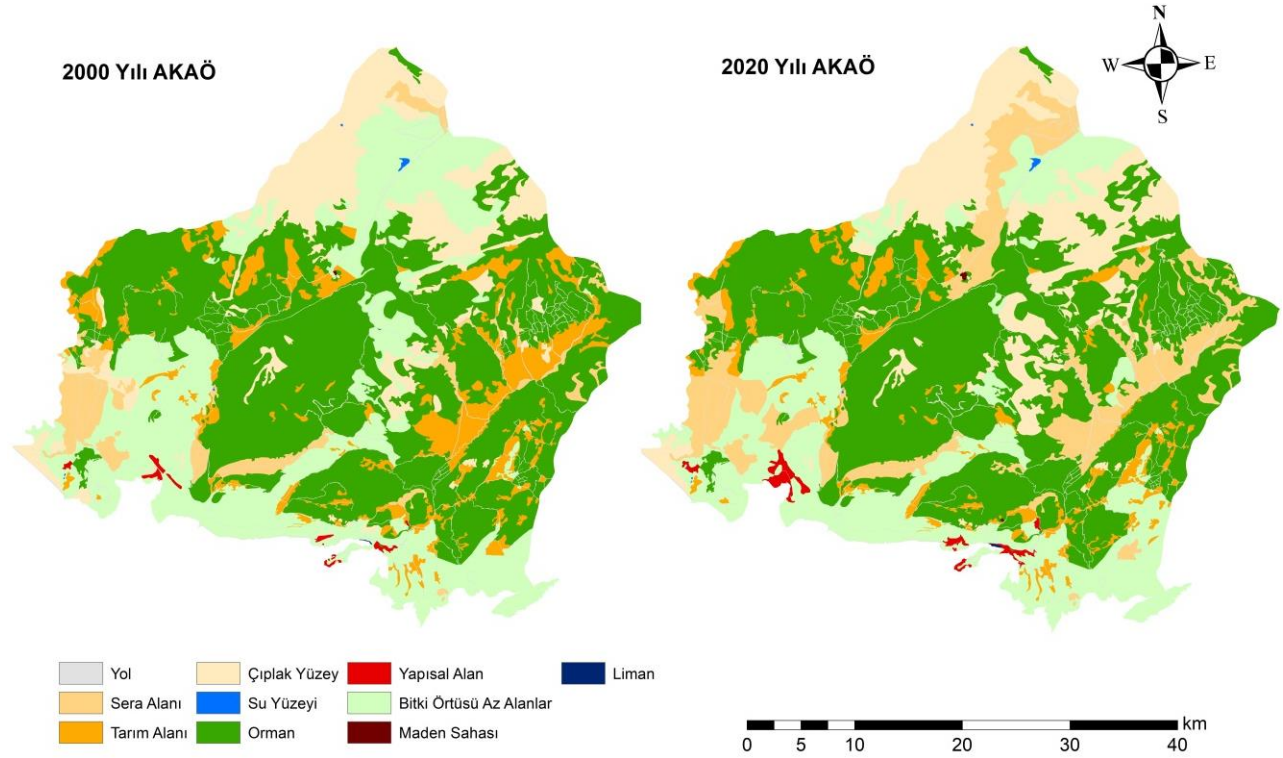 2000 Yılı AKAÖ
2020 Yılı AKAÖ
N
W E
S
Yol
Çıplak Yüzey
Yapısal Alan
Liman
Sera Alanı
Su Yüzeyi
Bitki Örtüsü Az Alanlar
Tarım Alanı
Orman
Maden Sahası
km
0 5 10 20 30 40